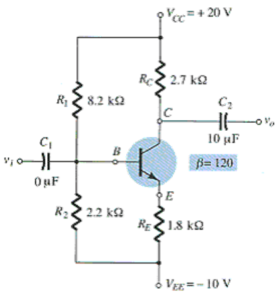 V_CC = + 20 V
R_C 2.7 kΩ
R_1 8.2 kΩ
C
C_2
v_o
10 µF
C_1
B
v_i
β = 120
0 µF
E
R_2 2.2 kΩ
R_E 1.8 kΩ
V_EE = – 10 V